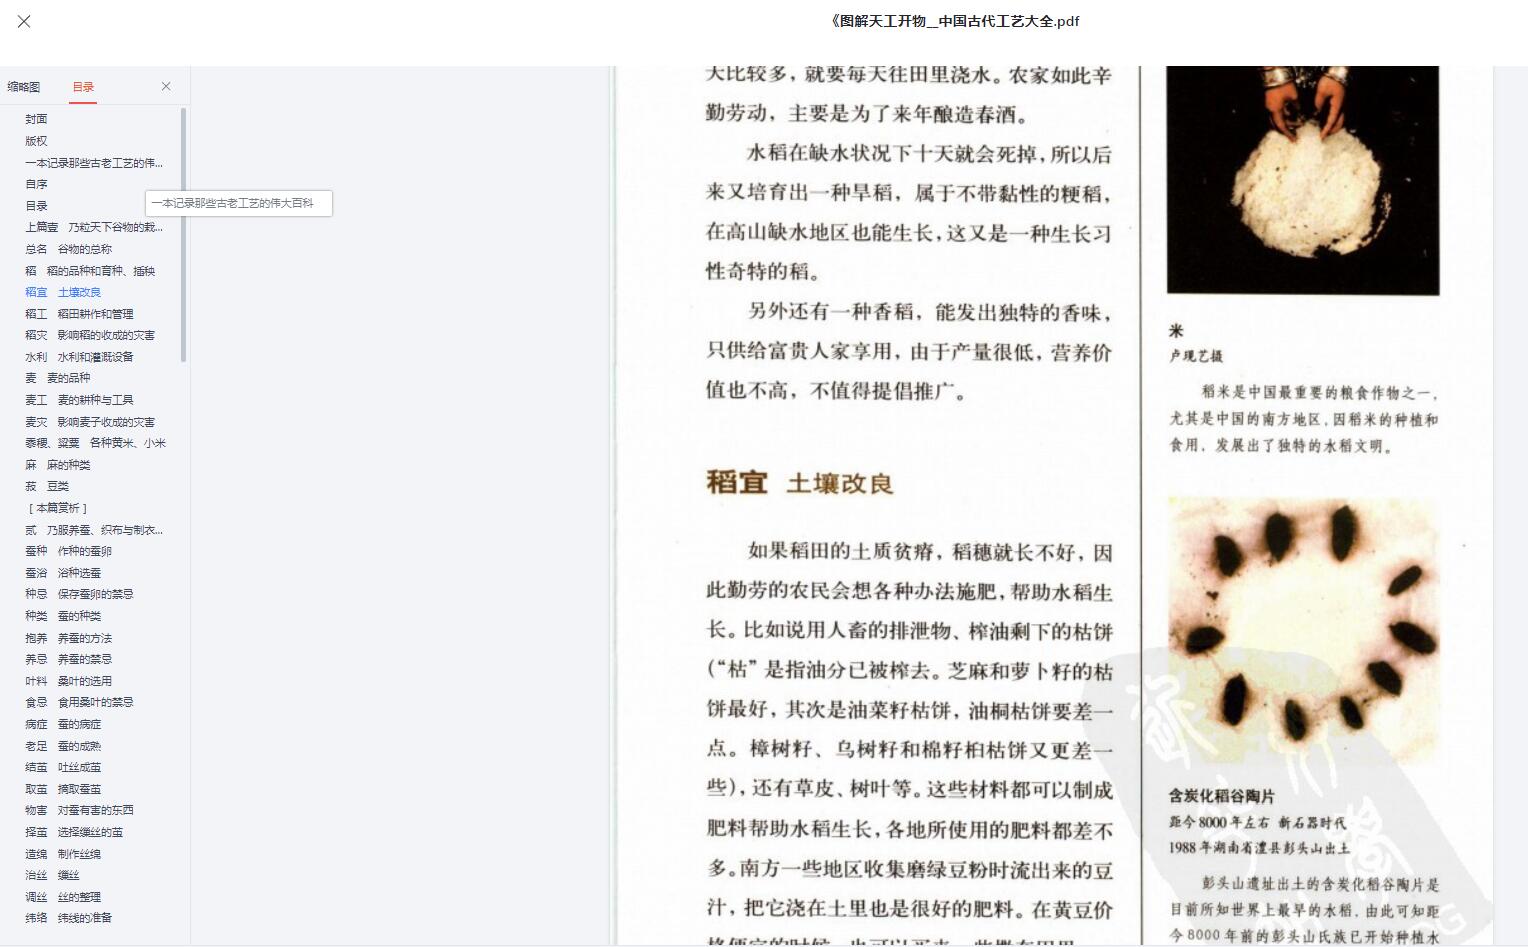 《图解天工开物__中国古代工艺大全.pdf
缩略图 目录
封面
版权
一本记录那些古老工艺的伟...
自序
目录
一本记录那些古老工艺的伟大百科
上篇壹 乃粒天下谷物的栽...
总名 谷物的总称
稻 稻的品种和育种、插秧
稻宜 土壤改良
稻工 稻田耕作和管理
稻灾 影响稻的收成的灾害
水利 水利和灌溉设备
麦 麦的品种
麦工 麦的耕种与工具
麦灾 影响麦子收成的灾害
黍稷、粱粟 各种黄米、小米
麻 麻的种类
菽 豆类
[ 本篇赏析 ]
贰 乃服养蚕、织布与制衣...
蚕种 作种的蚕卵
蚕浴 浴种选蚕
种忌 保存蚕卵的禁忌
种类 蚕的种类
抱养 养蚕的方法
养忌 养蚕的禁忌
叶料 桑叶的选用
食忌 食用桑叶的禁忌
病症 蚕的病症
老足 蚕的成熟
结茧 吐丝成茧
取茧 摘取蚕茧
物害 对蚕有害的东西
择茧 选择缫丝的茧
造绵 制作丝绵
治丝 缫丝
调丝 丝的整理
纬络 纬线的准备
天比较多，就要每天往田里浇水。农家如此辛
勤劳动，主要是为了来年酿造春酒。
水稻在缺水状况下十天就会死掉，所以后
来又培育出一种旱稻，属于不带黏性的粳稻，
在高山缺水地区也能生长，这又是一种生长习
性奇特的稻。
另外还有一种香稻，能发出独特的香味，
只供给富贵人家享用，由于产量很低，营养价
值也不高，不值得提倡推广。
稻宜 土壤改良
如果稻田的土质贫瘠，稻穗就长不好，因
此勤劳的农民会想各种办法施肥，帮助水稻生
长。比如说用人畜的排泄物、榨油剩下的枯饼
（“枯”是指油分已被榨去。芝麻和萝卜籽的枯
饼最好，其次是油菜籽枯饼，油桐枯饼要差一
点。樟树籽、乌树籽和棉籽桕枯饼又更差一
些），还有草皮、树叶等。这些材料都可以制成
肥料帮助水稻生长，各地所使用的肥料都差不
多。南方一些地区收集磨绿豆粉时流出来的豆
汁，把它浇在土里也是很好的肥料。在黄豆价
格便宜的时候，也可以买来一些撒在田里
米
卢现艺摄
稻米是中国最重要的粮食作物之一，
尤其是中国的南方地区，因稻米的种植和
食用，发展出了独特的水稻文明。
含炭化稻谷陶片
距今8000年左右 新石器时代
1988年湖南省澧县彭头山出土
彭头山遗址出土的含炭化稻谷陶片是
目前所知世界上最早的水稻，由此可知距
今8000年前的彭头山氏族已开始种植水